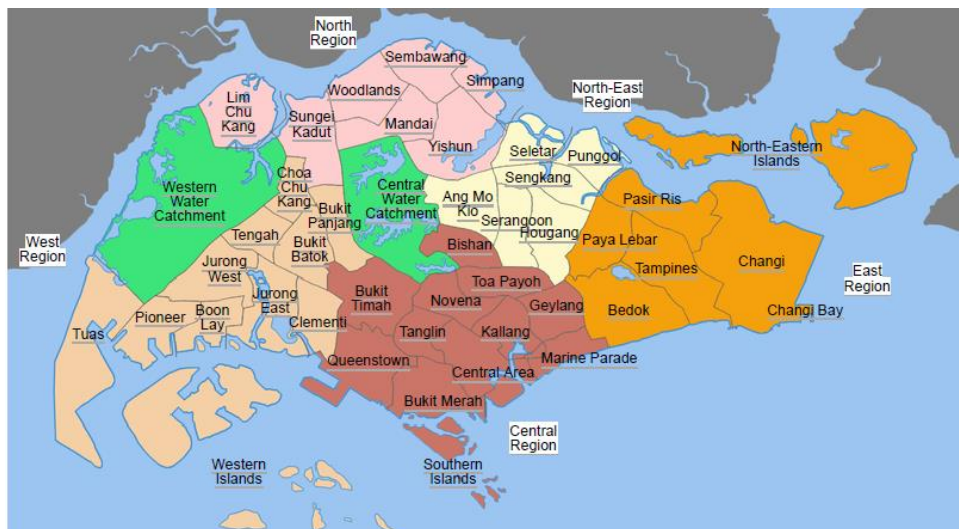 North
Region
Sembawang
Simpang
Woodlands
Lim
Chu
Kang
Sungei
Kadut
Mandai
Yishun
North-East
Region
Seletar
Punggol
North-Eastern
Islands
Western
Water
Catchment
Choa
Chu
Kang
Central
Water
Catchment
Sengkang
Ang Mo
Kio
Serangoon
Hougang
Pasir Ris
Bukit
Panjang
West
Region
Tengah
Bukit
Batok
Bishan
Paya Lebar
Tampines
Changi
East
Region
Jurong
West
Jurong
East
Bukit
Timah
Toa Payoh
Novena
Geylang
Bedok
Changi Bay
Tuas
Pioneer
Boon
Lay
Clementi
Tanglin
Kallang
Marine Parade
Queenstown
Central Area
Bukit Merah
Central
Region
Western
Islands
Southern
Islands